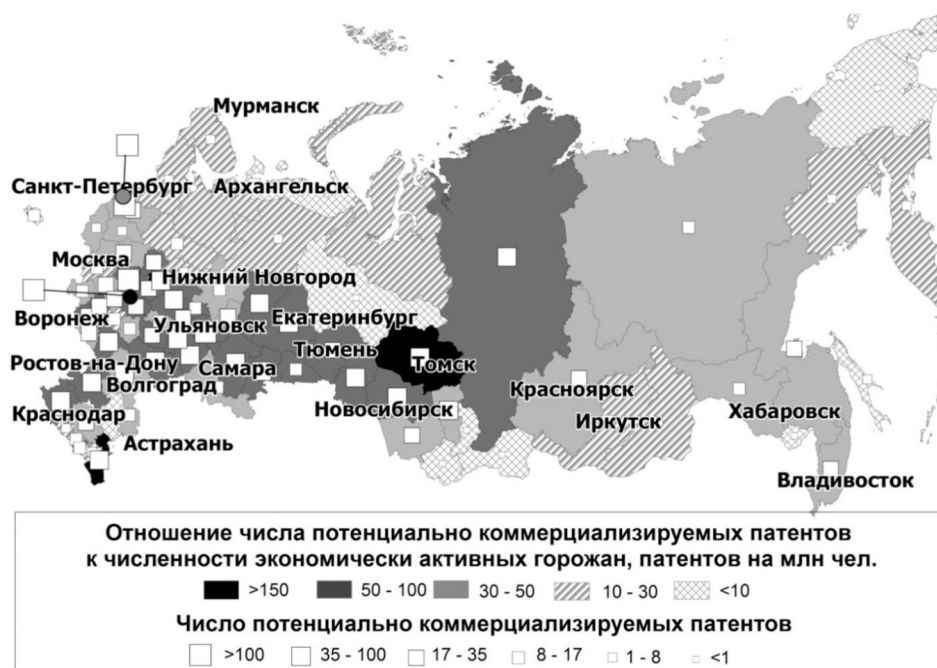 Мурманск
Санкт-Петербург
Архангельск
Москва
Нижний Новгород
Воронеж
Ульяновск
Екатеринбург
Ростов-на-Дону
Самара
Тюмень
Томск
Волгоград
Новосибирск
Красноярск
Краснодар
Иркутск
Хабаровск
Астрахань
Владивосток
Отношение числа потенциально коммерциализируемых патентов
к численности экономически активных горожан, патентов на млн чел.
>150 50 - 100 30 - 50 10 - 30 <10
Число потенциально коммерциализируемых патентов
>100 35 - 100 17 - 35 8 - 17 1 - 8 <1